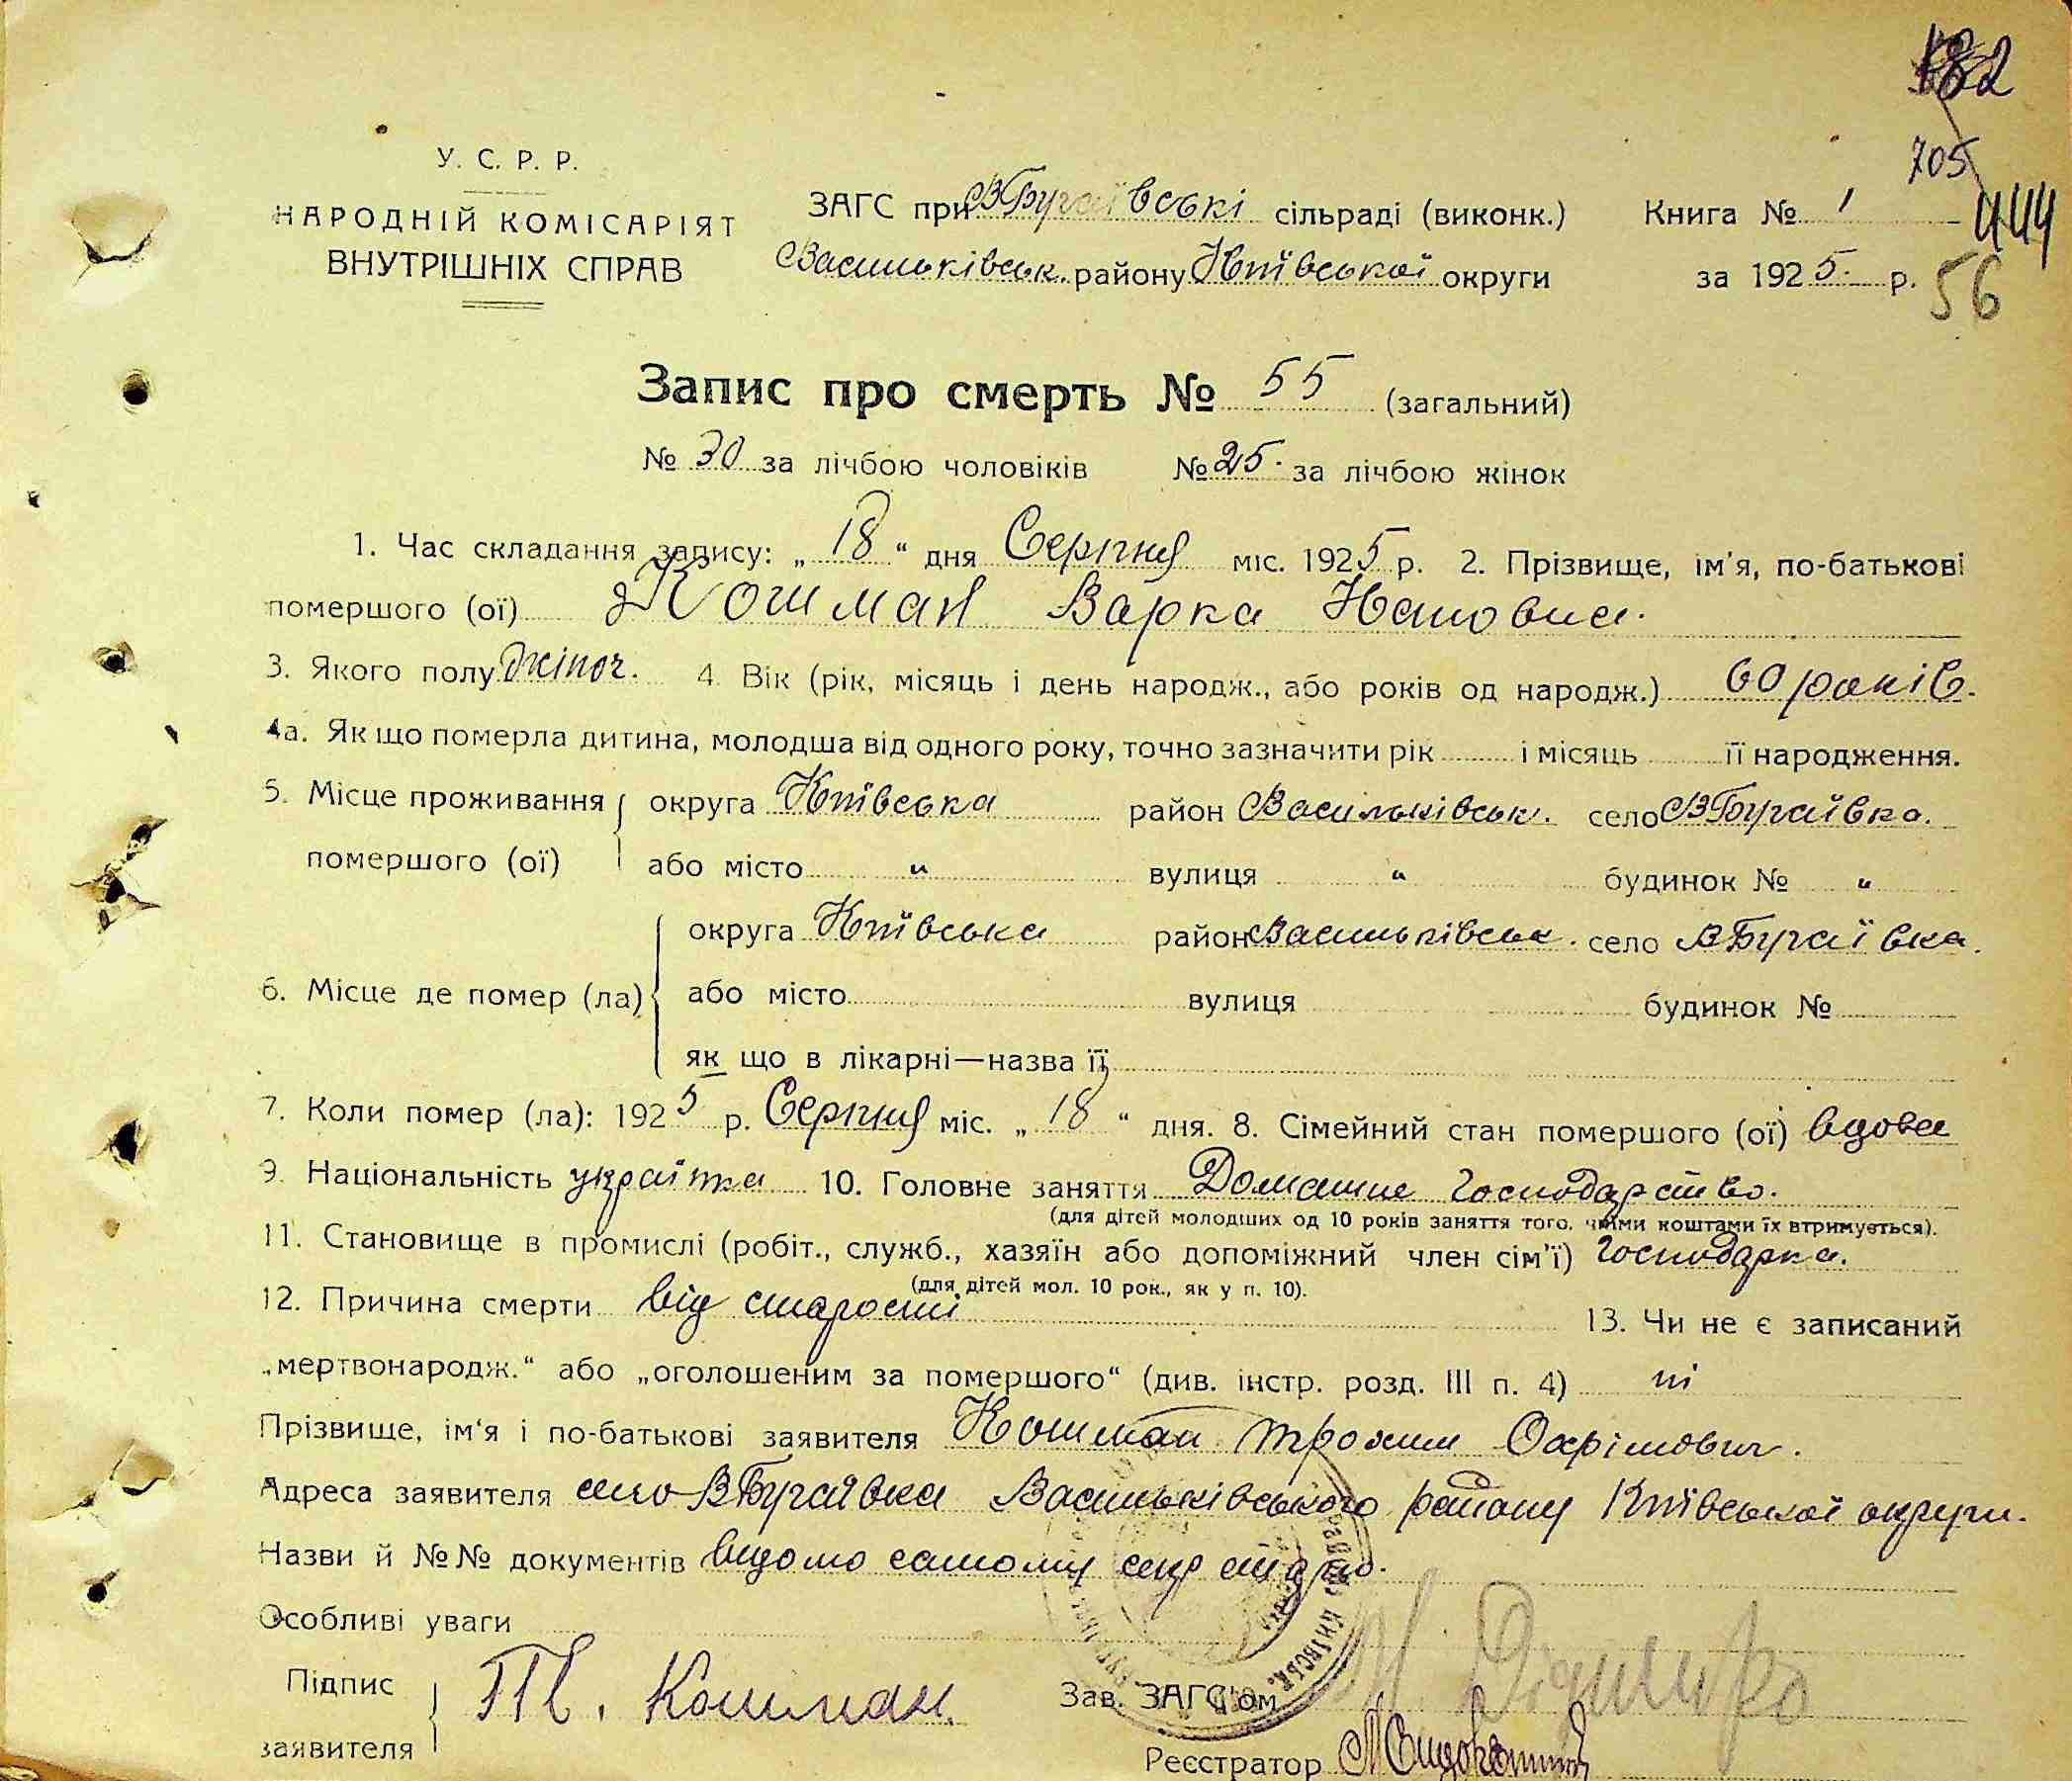 182
705
444
56
У. С. Р. Р.
НАРОДНІЙ КОМІСАРІЯТ
ВНУТРІШНІХ СПРАВ
ЗАГС при В Бугаївські сільраді (виконк.)
Васильківськ. району Київської округи
Книга № 1
за 1925 р.
Запис про смерть № 55 (загальний)
№ 30 за лічбою чоловіків № 25. за лічбою жінок
1. Час складання запису: „18“ дня Серпня міс. 1925 р. 2. Прізвище, ім'я, по-батькові
помершого (ої) Кошман Варка
3. Якого полу жіноч. 4. Вік (рік, місяць і день народж., або років од народж.) 60 років.
4а. Як що померла дитина, молодша від одного року, точно зазначити рік і місяць її народження.
5. Місце проживання округа Київська район Васильківськ. село В Бугаївка.
помершого (ої) або місто " вулиця " будинок № "
округа Київська район Васильківськ. село В Бугаївка.
6. Місце де помер (ла) або місто вулиця будинок №
як що в лікарні—назва її
7. Коли помер (ла): 1925 р. Серпня міс. „18“ дня. 8. Сімейний стан помершого (ої) вдова
9. Національність українка 10. Головне заняття Домашне Господарство.
(для дітей молодших од 10 років заняття того, чиїми коштами їх втримується).
11. Становище в промислі (робіт., служб., хазяїн або допоміжний член сім'ї) Господарка.
(для дітей мол. 10 рок., як у п. 10).
12. Причина смерти від старости 13. Чи не є записаний
„мертвонародж.“ або „оголошеним за помершого“ (див. інстр. розд. III п. 4) ні
Прізвище, ім'я і по-батькові заявителя Кошман Трохим Охрімович.
Адреса заявителя село В Бугаївка Васильківського району Київської округи.
Назви й №№ документів відомо самому секретарю.
Особливі уваги
Підпис
заявителя
Т. Кошман.
Зав. ЗАГС'ом
Реєстратор